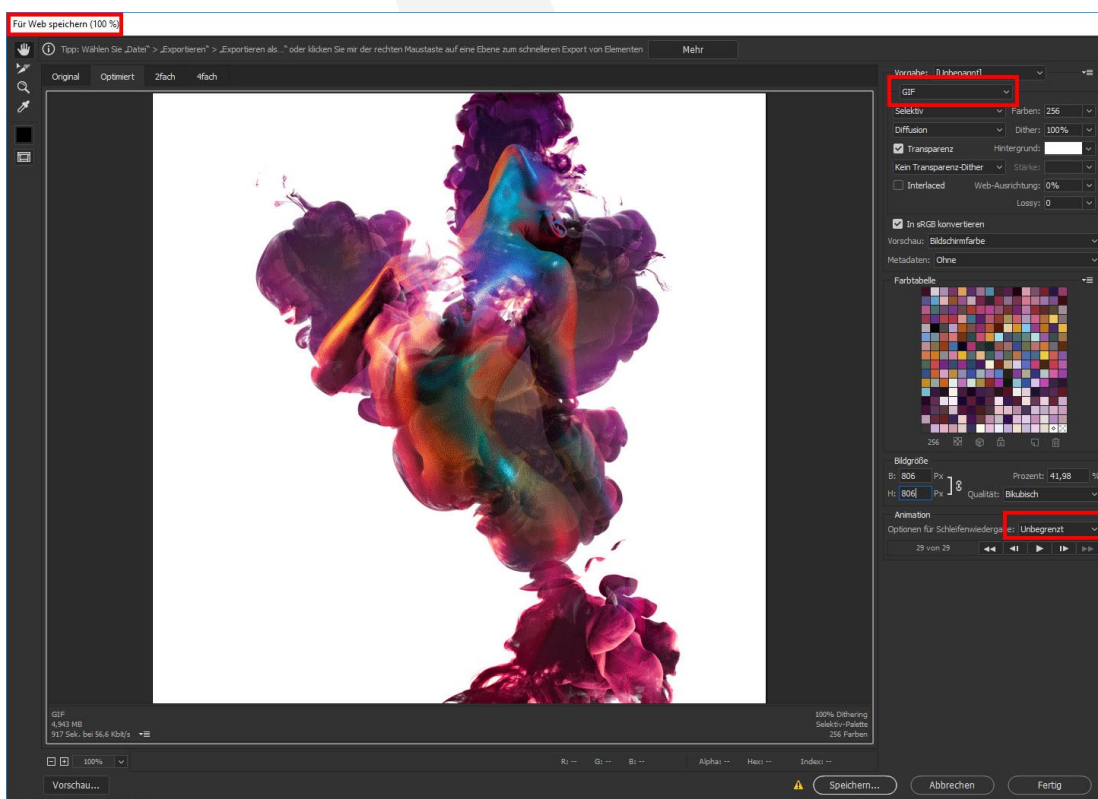 Für Web speichern (100 %)
Tipp: Wählen Sie „Datei" > „Exportieren" > „Exportieren als..." oder klicken Sie mir der rechten Maustaste auf eine Ebene zum schnelleren Export von Elementen
Mehr
Original Optimiert 2fach 4fach
Vorgabe: [Unbenannt]
GIF
Selektiv Farben: 256
Diffusion Dither: 100%
Transparenz Hintergrund:
Kein Transparenz-Dither Stärke:
Interlaced Web-Ausrichtung: 0%
Lossy: 0
In sRGB konvertieren
Vorschau: Bildschirmfarbe
Metadaten: Ohne
Farbtabelle
256
Bildgröße
B: 806 Px Prozent: 41,98 %
H: 806 Px Qualität: Bikubisch
Animation
Optionen für Schleifenwiedergabe: Unbegrenzt
29 von 29
GIF
4,943 MB
917 Sek. bei 56,6 Kbit/s
100% Dithering
Selektiv-Palette
256 Farben
100% R: -- G: -- B: -- Alpha: -- Hex: -- Index: --
Vorschau... Speichern... Abbrechen Fertig